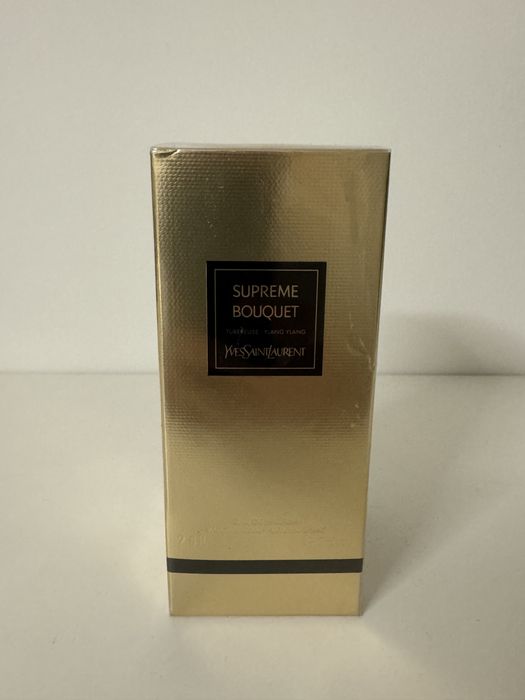 SUPREME
BOUQUET
TUBEREUSE YLANG YLANG
YVESSAINTLAURENT